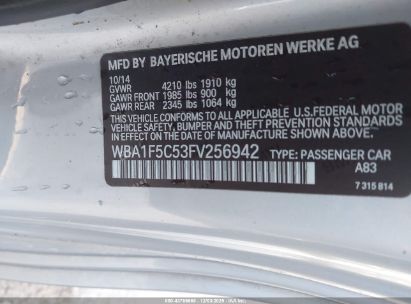 MFD BY BAYERISCHE MOTOREN WERKE AG
10/14
GVWR 4210 lbs 1910 kg
GAWR FRONT 1985 lbs 900 kg
GAWR REAR 2345 lbs 1064 kg
THIS VEHICLE CONFORMS TO ALL APPLICABLE U.S. FEDERAL MOTOR
VEHICLE SAFETY, BUMPER, AND THEFT PREVENTION STANDARDS IN
EFFECT ON THE DATE OF MANUFACTURE SHOWN ABOVE.
WBA1F5C53FV256942 TYPE: PASSENGER CAR
A83
7 315 814